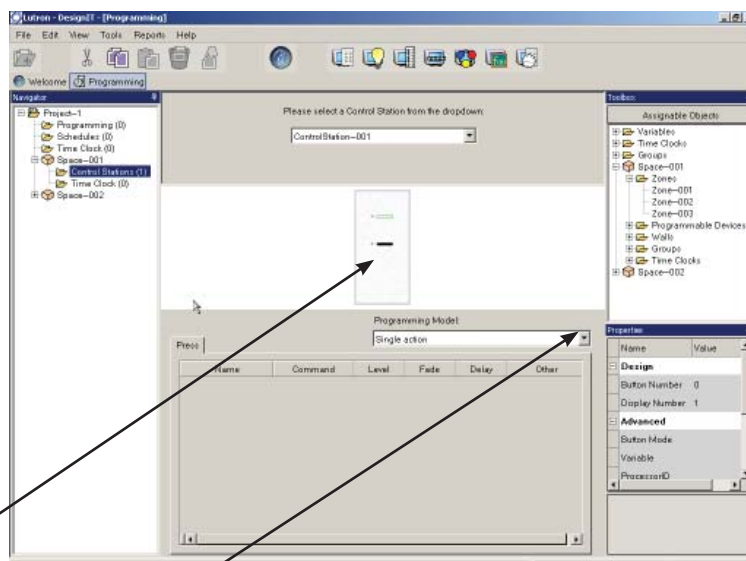 Lutron - DesignIT - [Programming]
File Edit View Tools Reports Help
Welcome Programming
Navigator
Project-1
Programming (0)
Schedules (0)
Time Clock (0)
Space-001
Control Stations (1)
Time Clock (0)
Space-002
Please select a Control Station from the dropdown:
ControlStation-001
Programming Model:
Single action
Press
Name Command Level Fade Delay Other
Toolbox
Assignable Objects
Variables
Time Clocks
Groups
Space-001
Zones
Zone-001
Zone-002
Zone-003
Programmable Devices
Walls
Groups
Time Clocks
Space-002
Properties
Name Value
Design
Button Number 0
Display Number 1
Advanced
Button Mode
Variable
ProcessorID